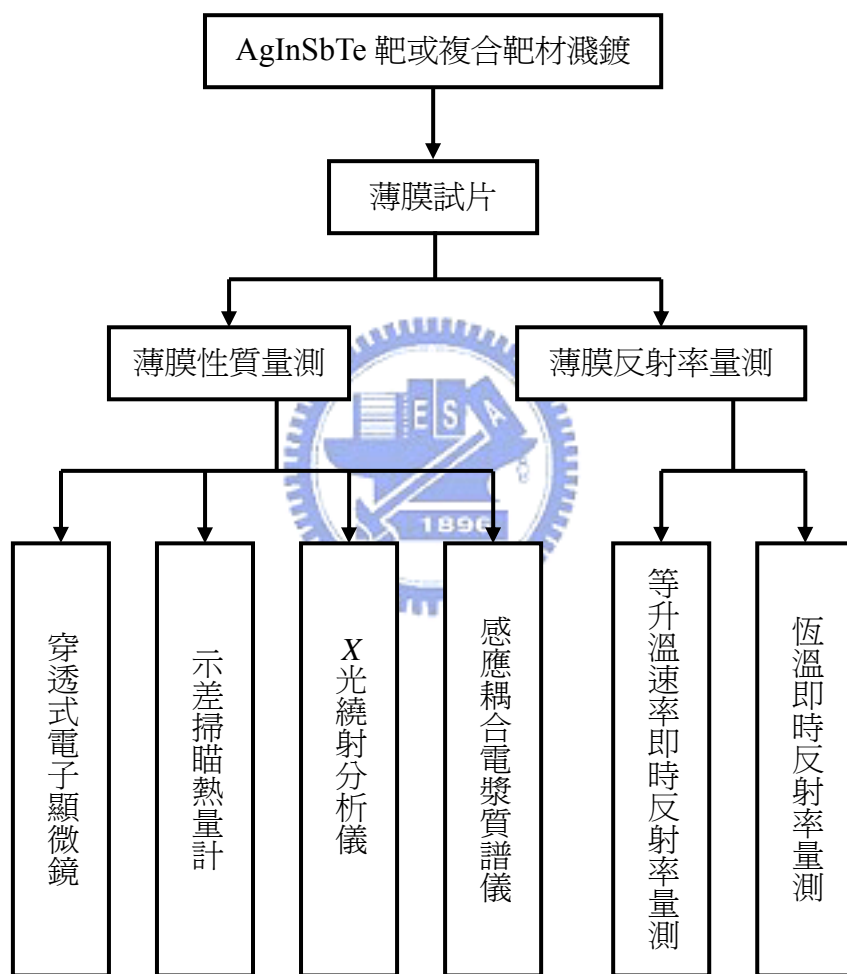 AgInSbTe 靶或複合靶材濺鍍
薄膜試片
薄膜性質量測
薄膜反射率量測
ESA
1896
穿透式電子顯微鏡
示差掃瞄熱量計
X光繞射分析儀
感應耦合電漿質譜儀
等升溫速率即時反射率量測
恆溫即時反射率量測